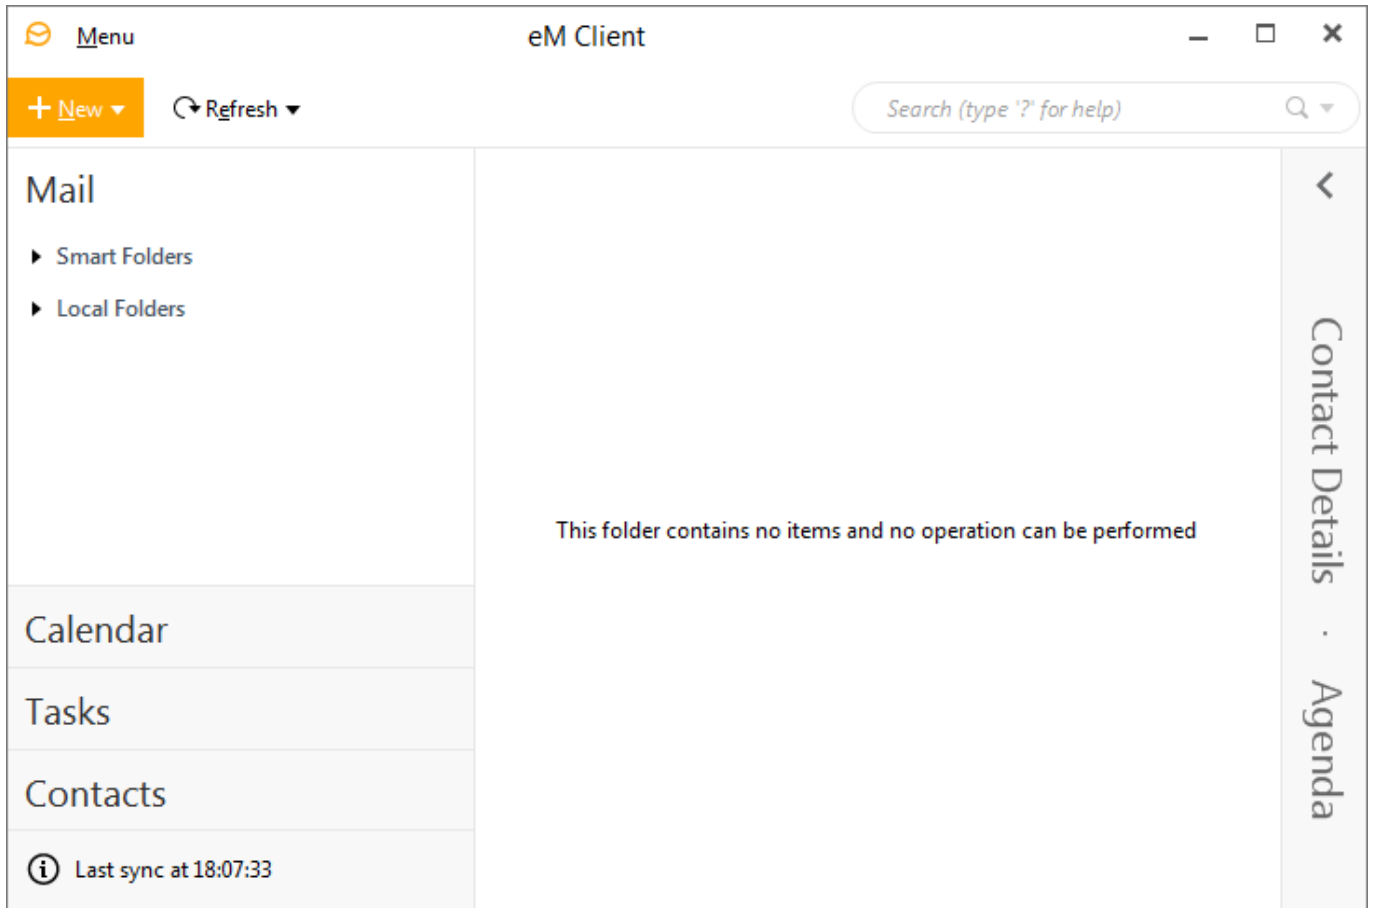 Menu
eM Client
New
Refresh
Search (type '?' for help)
Mail
Smart Folders
Local Folders
This folder contains no items and no operation can be performed
Calendar
Tasks
Contacts
Last sync at 18:07:33
Contact Details · Agenda